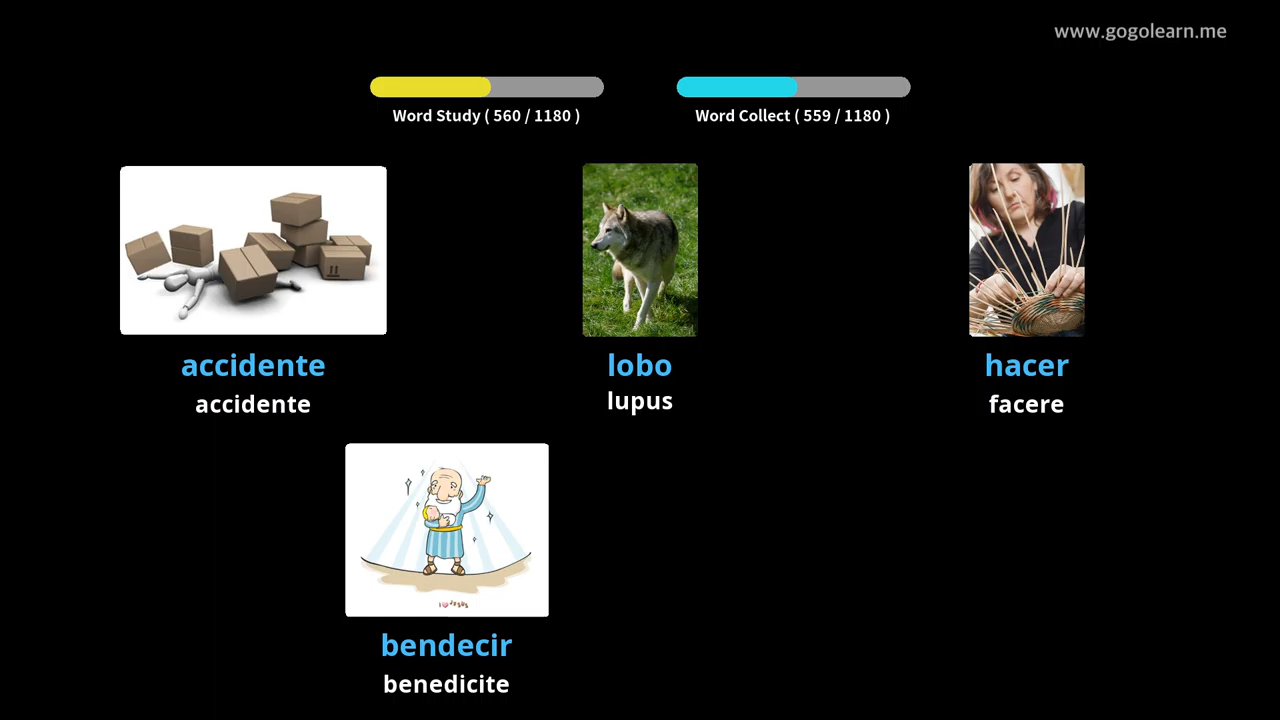 www.gogolearn.me
Word Study ( 560 / 1180 )
Word Collect ( 559 / 1180 )
accidente
accidente
lobo
lupus
hacer
facere
bendecir
benedicite